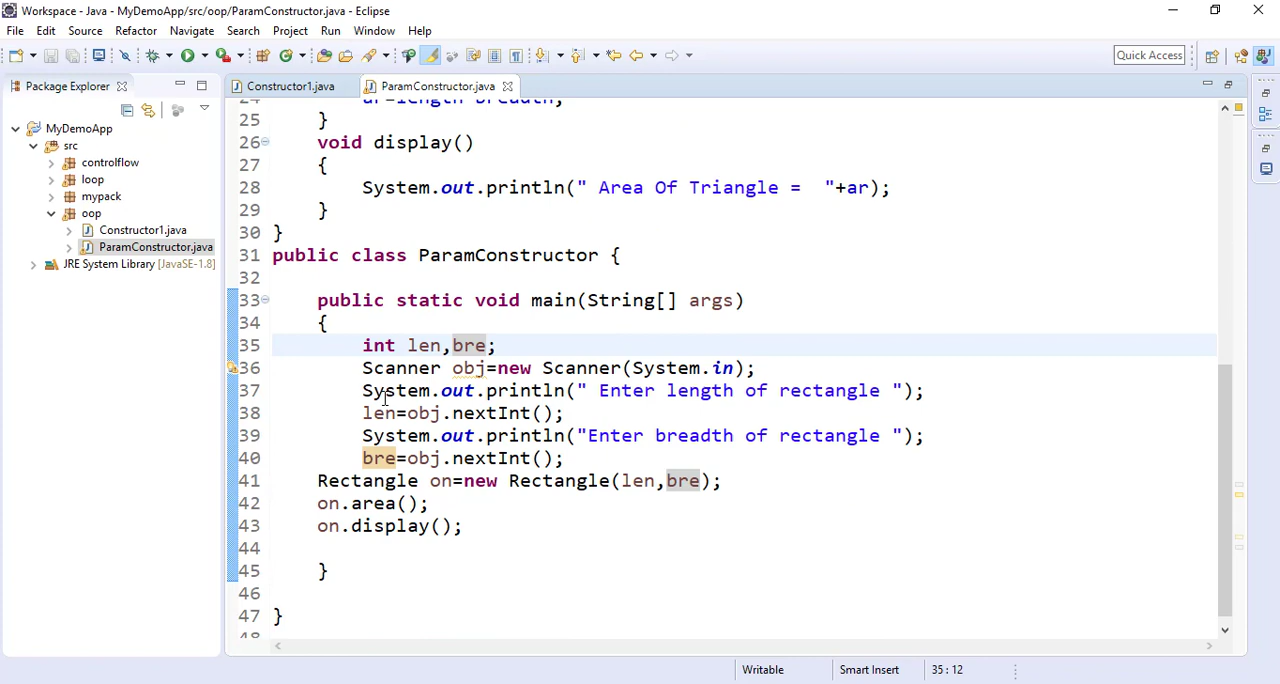 Workspace - Java - MyDemoApp/src/oop/ParamConstructor.java - Eclipse
File Edit Source Refactor Navigate Search Project Run Window Help
Quick Access
Package Explorer
MyDemoApp
src
controlflow
loop
mypack
oop
Constructor1.java
ParamConstructor.java
JRE System Library [JavaSE-1.8]
Constructor1.java ParamConstructor.java
24 ar=length*breadth;
25 }
26 void display()
27 {
28 System.out.println(" Area Of Triangle =  "+ar);
29 }
30 }
31 public class ParamConstructor {
32
33 public static void main(String[] args)
34 {
35 int len,bre;
36 Scanner obj=new Scanner(System.in);
37 System.out.println(" Enter length of rectangle ");
38 len=obj.nextInt();
39 System.out.println("Enter breadth of rectangle ");
40 bre=obj.nextInt();
41 Rectangle on=new Rectangle(len,bre);
42 on.area();
43 on.display();
44
45 }
46
47 }
48
Writable Smart Insert 35 : 12